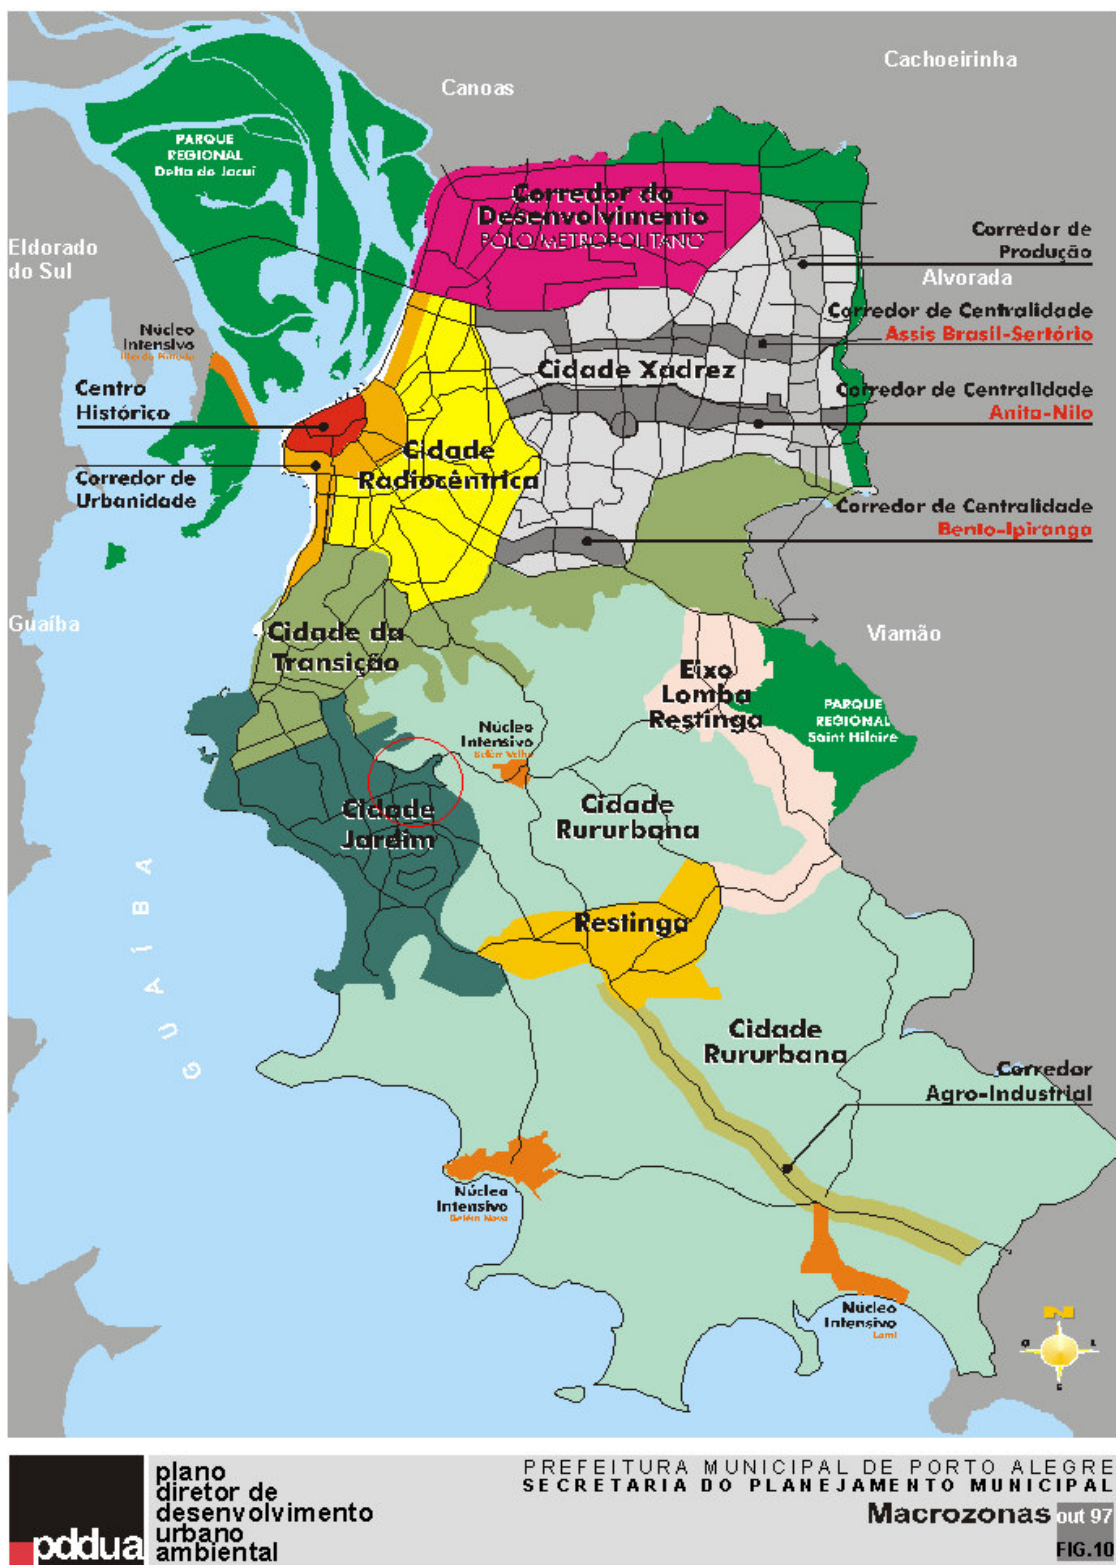 Cachoeirinha
Canoas
PARQUE
REGIONAL
Delta do Jacuí
Corredor do
Desenvolvimento
PÓLO METROPOLITANO
Eldorado
do Sul
Corredor de
Produção
Alvorada
Corredor de Centralidade
Assis Brasil-Sertório
Núcleo
Intensivo
Cidade Xadrez
Centro
Histórico
Corredor de Centralidade
Anita-Nilo
Cidade
Radiocêntrica
Corredor de
Urbanidade
Corredor de Centralidade
Bento-Ipiranga
Guaíba
Viamão
Cidade da
Transição
Eixo
Lomba
Restinga
PARQUE
REGIONAL
Saint Hilaire
Núcleo
Intensivo
Belém Velho
Cidade
Jardim
Cidade
Rururbana
GUAÍBA
Restinga
Cidade
Rururbana
Corredor
Agro-Industrial
Núcleo
Intensivo
Belém Novo
Núcleo
Intensivo
Lami
N
O
L
S
pddua
plano
diretor de
desenvolvimento
urbano
ambiental
PREFEITURA MUNICIPAL DE PORTO ALEGRE
SECRETARIA DO PLANEJAMENTO MUNICIPAL
Macrozonas
out 97
FIG.10